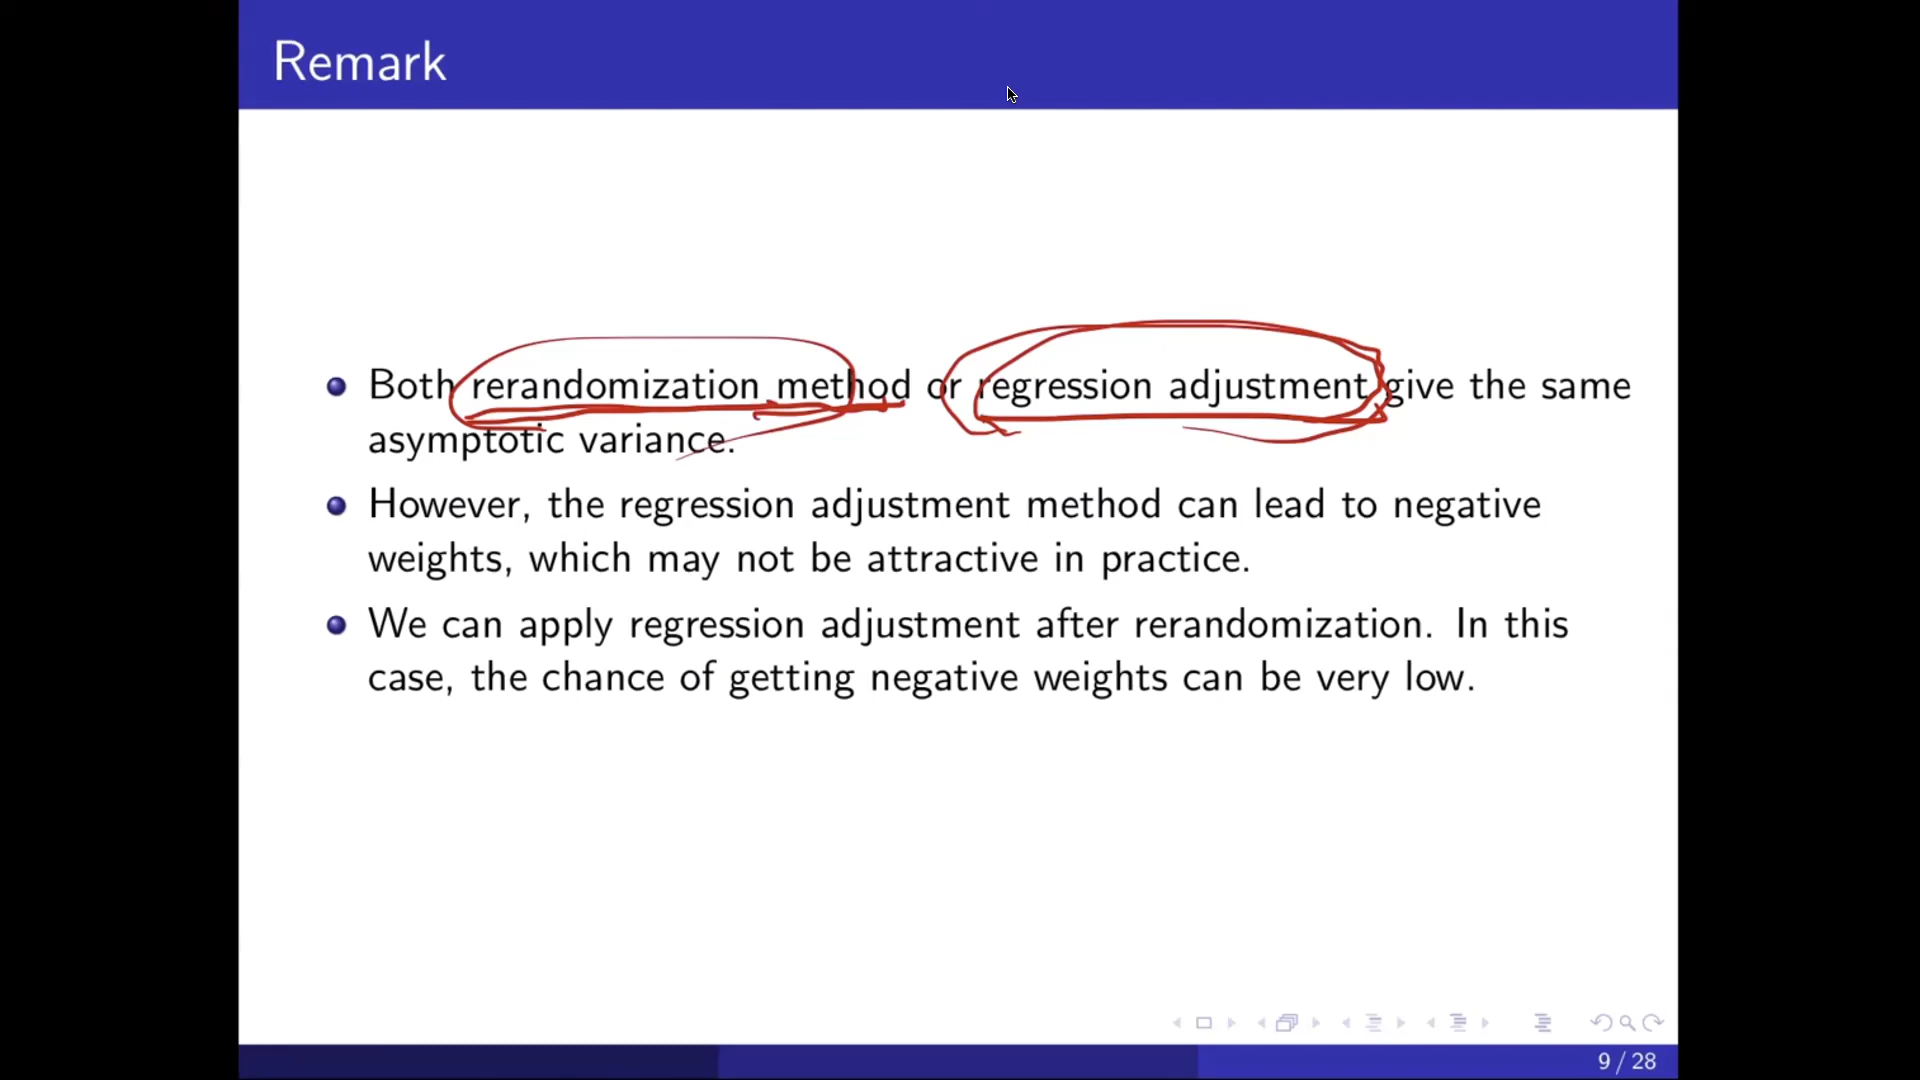 Remark
Both rerandomization method or regression adjustment give the same
asymptotic variance.
However, the regression adjustment method can lead to negative
weights, which may not be attractive in practice.
We can apply regression adjustment after rerandomization. In this
case, the chance of getting negative weights can be very low.
9 / 28